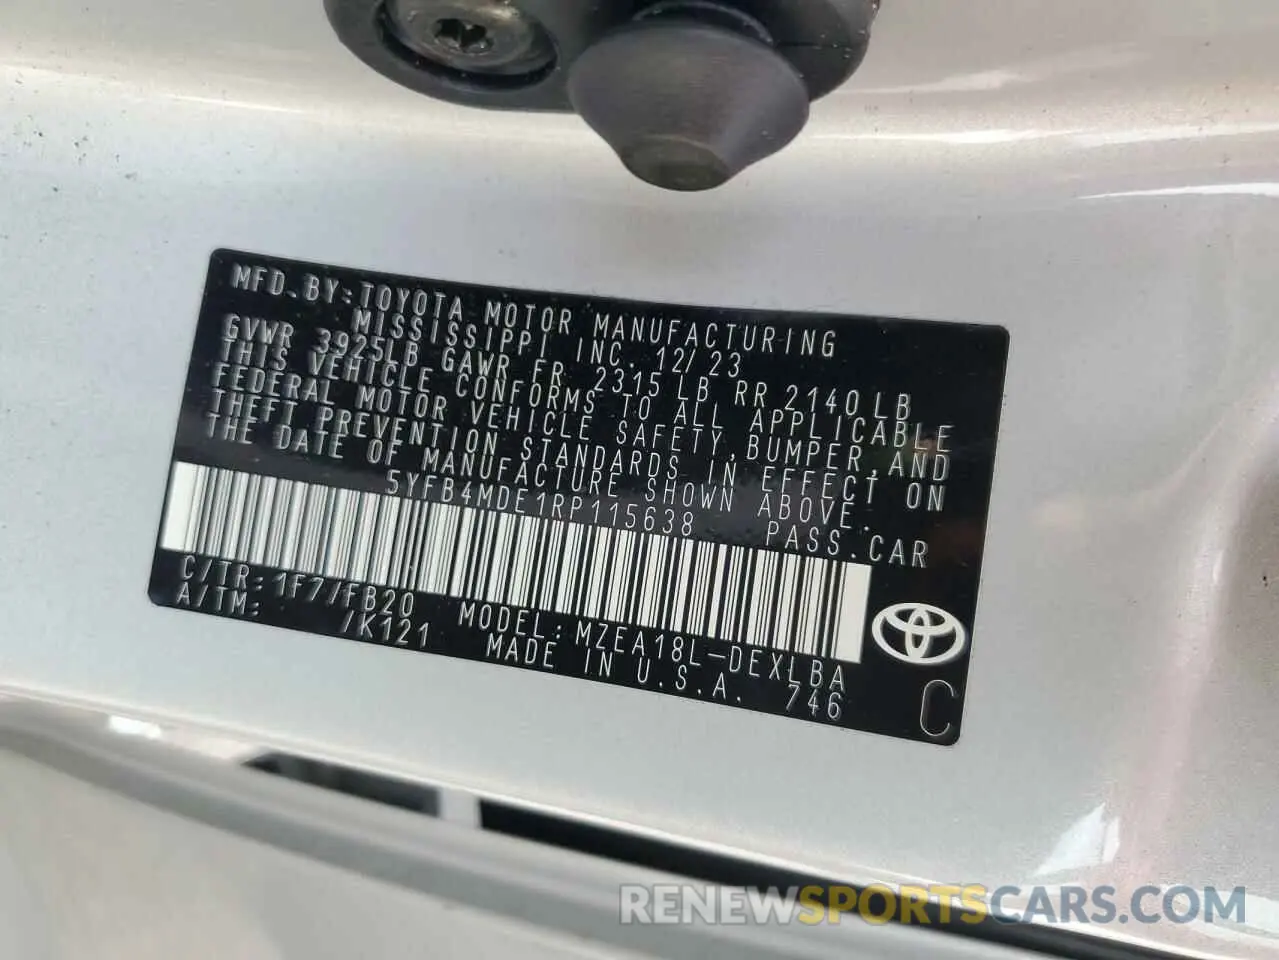 MFD. BY: TOYOTA MOTOR MANUFACTURING
MISSISSIPPI INC. 12/23
GVWR 3925LB GAWR FR 2315LB RR 2140LB
THIS VEHICLE CONFORMS TO ALL APPLICABLE
FEDERAL MOTOR VEHICLE SAFETY, BUMPER, AND
THEFT PREVENTION STANDARDS IN EFFECT ON
THE DATE OF MANUFACTURE SHOWN ABOVE.
5YFB4MDE1RP115638 PASS. CAR
C/TR: 1F7/FB20 MODEL: MZEA18L-DEXLBA
A/TM: /K121 MADE IN U.S.A. 746
C
RENEWSPORTSCARS.COM